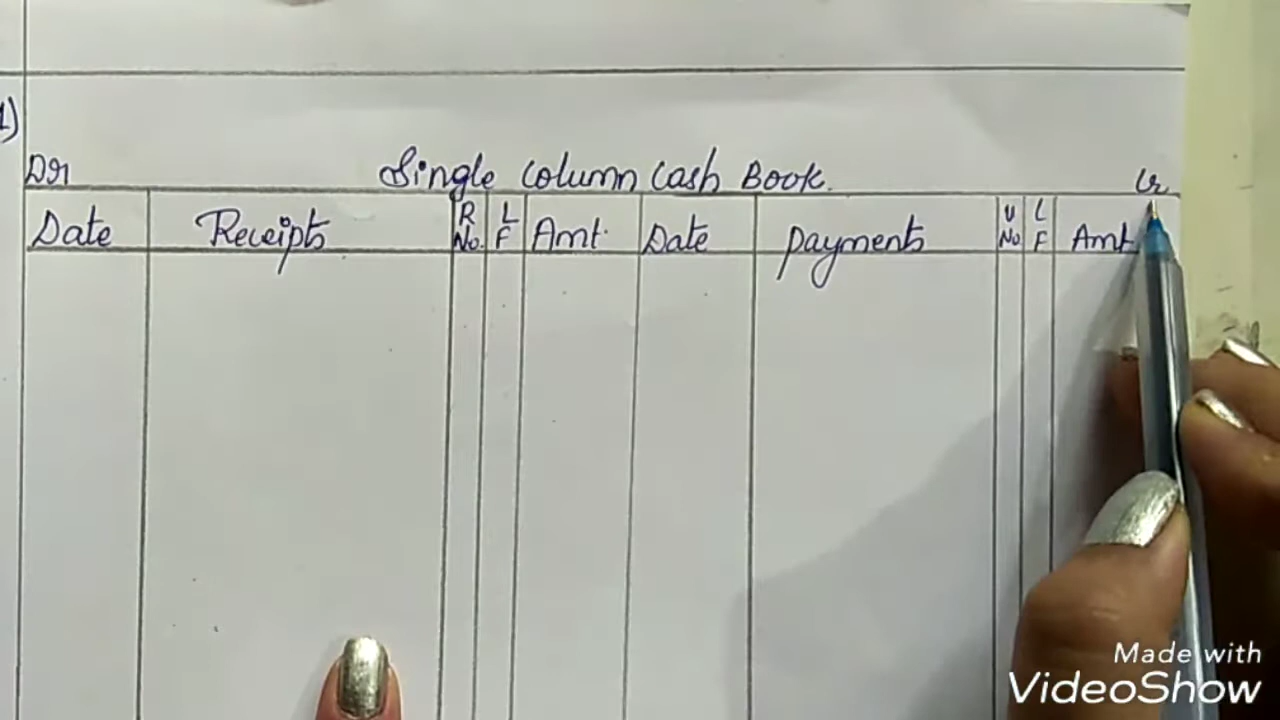 1)
Dr Single Column Cash Book. Cr
Date Receipts R No. L F Amt. Date Payments V No L F Amt
Made with
VideoShow